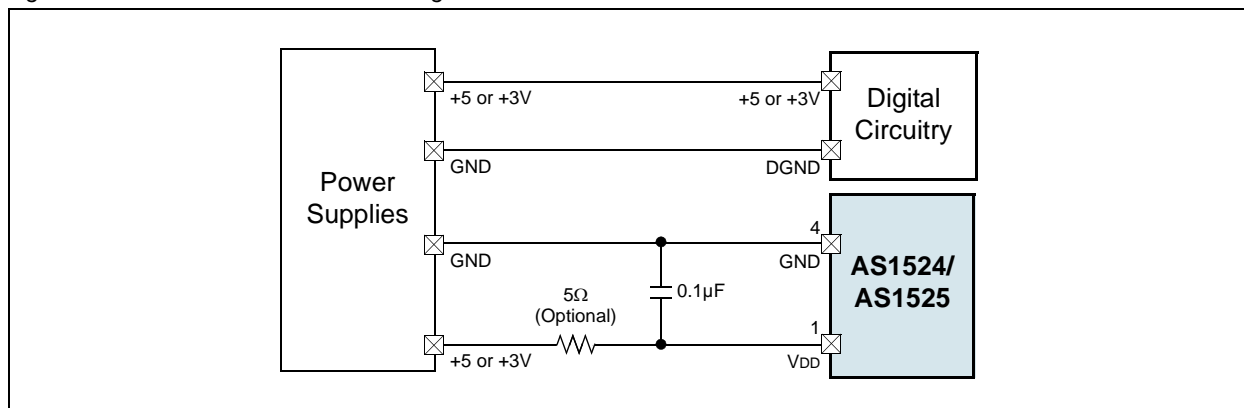 Power
Supplies
+5 or +3V
GND
GND
+5 or +3V
5Ω
(Optional)
0.1µF
+5 or +3V
DGND
4
GND
1
VDD
Digital
Circuitry
AS1524/
AS1525